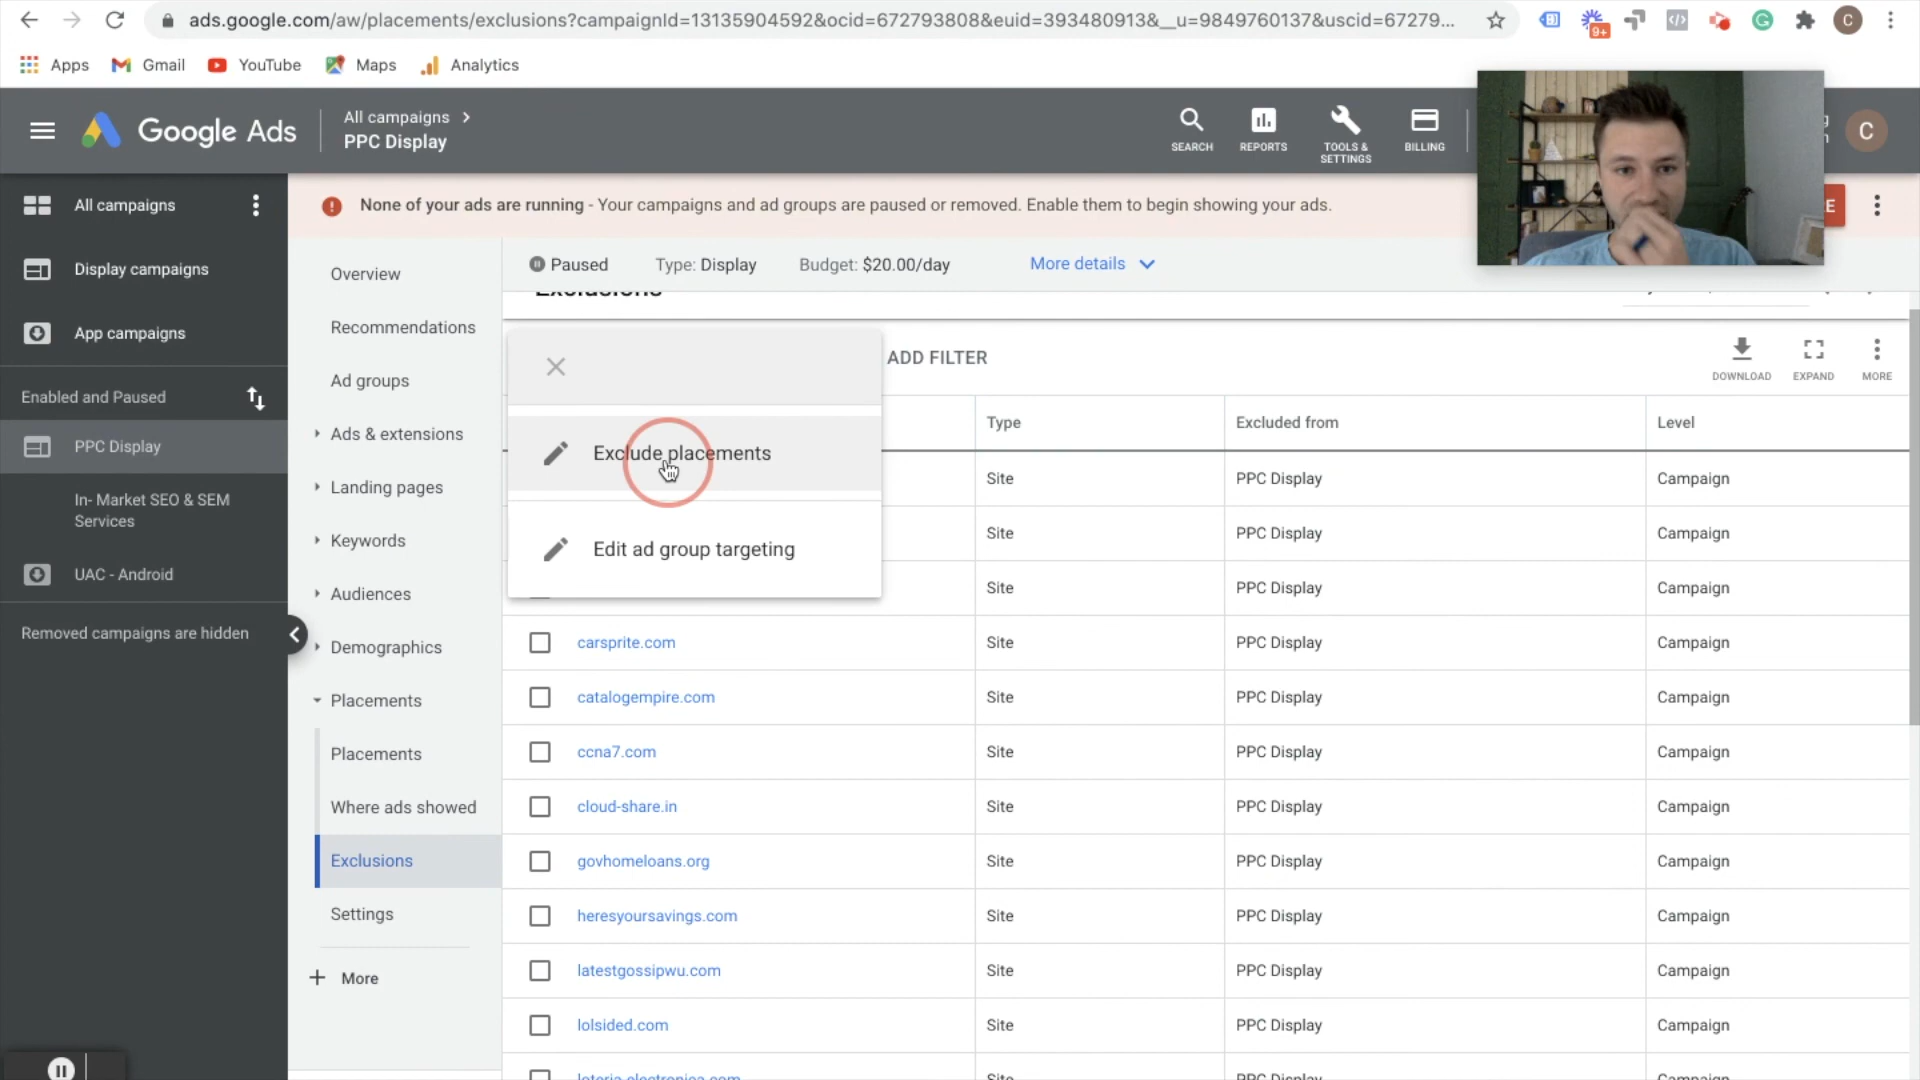 ads.google.com/aw/placements/exclusions?campaignId=13135904592&ocid=672793808&euid=393480913&__u=9849760137&uscid=67279...
9+
C
Apps
Gmail
YouTube
Maps
Analytics
Google Ads
All campaigns
PPC Display
SEARCH
REPORTS
TOOLS &
SETTINGS
BILLING
C
All campaigns
Display campaigns
App campaigns
Enabled and Paused
PPC Display
In- Market SEO & SEM
Services
UAC - Android
Removed campaigns are hidden
None of your ads are running - Your campaigns and ad groups are paused or removed. Enable them to begin showing your ads.
E
Overview
Recommendations
Ad groups
Ads & extensions
Landing pages
Keywords
Audiences
Demographics
Placements
Placements
Where ads showed
Exclusions
Settings
More
Paused
Type: Display
Budget: $20.00/day
More details
Exclusions
Exclude placements
Edit ad group targeting
ADD FILTER
DOWNLOAD
EXPAND
MORE
Type
Excluded from
Level
Site PPC Display Campaign
Site PPC Display Campaign
Site PPC Display Campaign
carsprite.com Site PPC Display Campaign
catalogempire.com Site PPC Display Campaign
ccna7.com Site PPC Display Campaign
cloud-share.in Site PPC Display Campaign
govhomeloans.org Site PPC Display Campaign
heresyoursavings.com Site PPC Display Campaign
latestgossipwu.com Site PPC Display Campaign
lolsided.com Site PPC Display Campaign
Site PPC Display Campaign